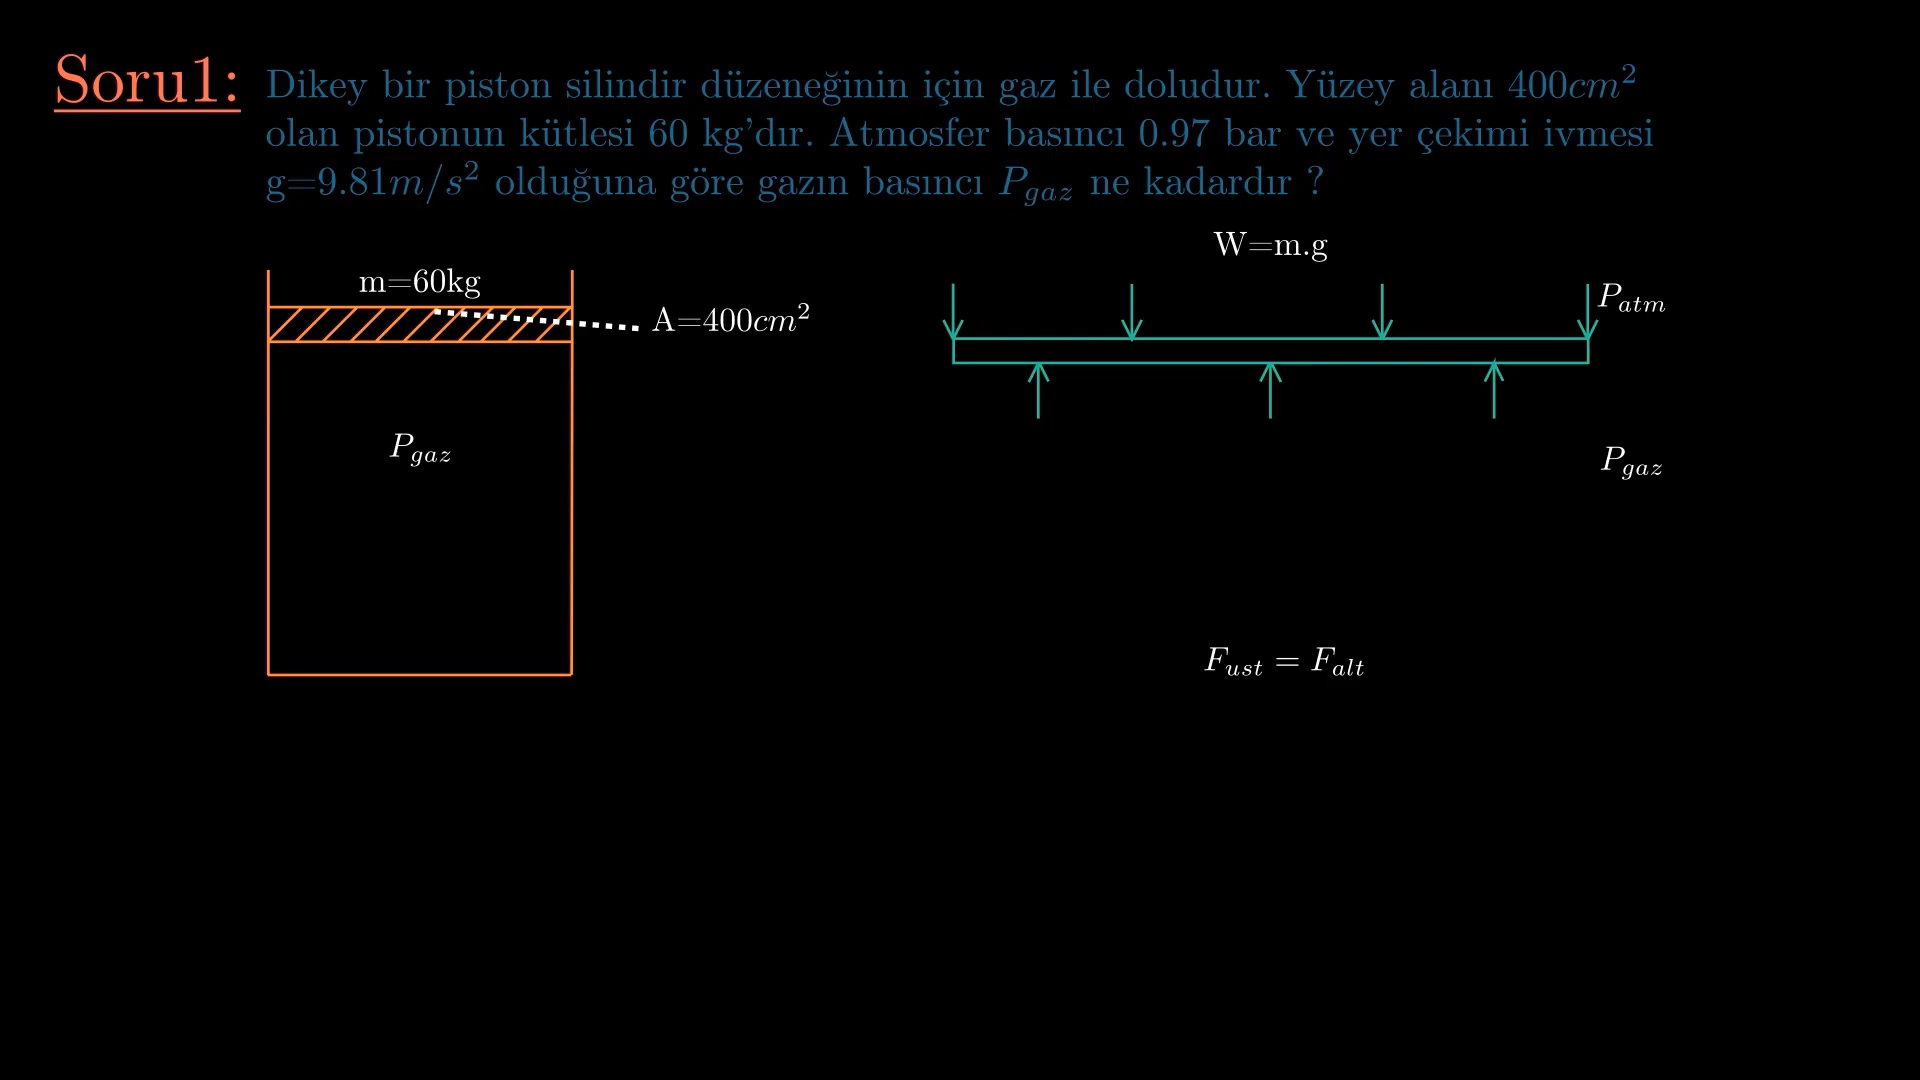 Soru1:
Dikey bir piston silindir düzeneğinin için gaz ile doludur. Yüzey alanı 400cm²
olan pistonun kütlesi 60 kg'dır. Atmosfer basıncı 0.97 bar ve yer çekimi ivmesi
g=9.81m/s² olduğuna göre gazın basıncı P_gaz ne kadardır ?
W=m.g
m=60kg
P_atm
A=400cm²
P_gaz
P_gaz
F_ust = F_alt